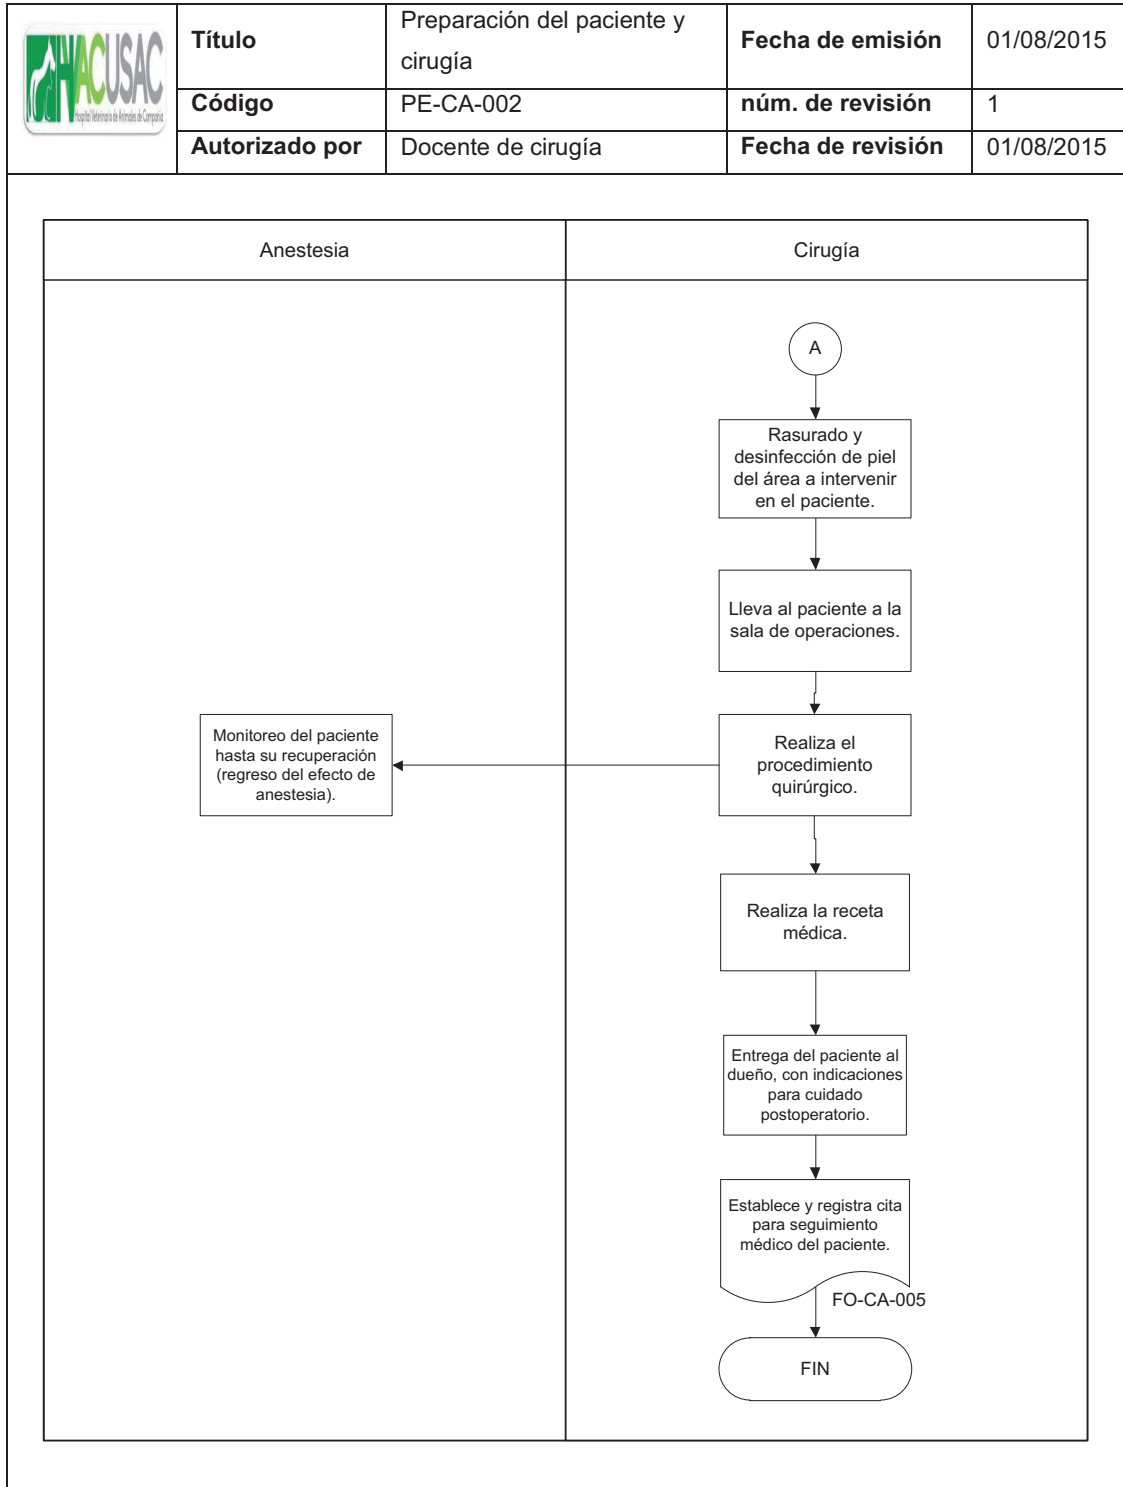 HVACUSAC
Hospital Veterinario de Animales de Compañía
Título
Preparación del paciente y
cirugía
Fecha de emisión
01/08/2015
Código
PE-CA-002
núm. de revisión
1
Autorizado por
Docente de cirugía
Fecha de revisión
01/08/2015
Anestesia
Cirugía
A
Rasurado y
desinfección de piel
del área a intervenir
en el paciente.
Lleva al paciente a la
sala de operaciones.
Monitoreo del paciente
hasta su recuperación
(regreso del efecto de
anestesia).
Realiza el
procedimiento
quirúrgico.
Realiza la receta
médica.
Entrega del paciente al
dueño, con indicaciones
para cuidado
postoperatorio.
Establece y registra cita
para seguimiento
médico del paciente.
FO-CA-005
FIN